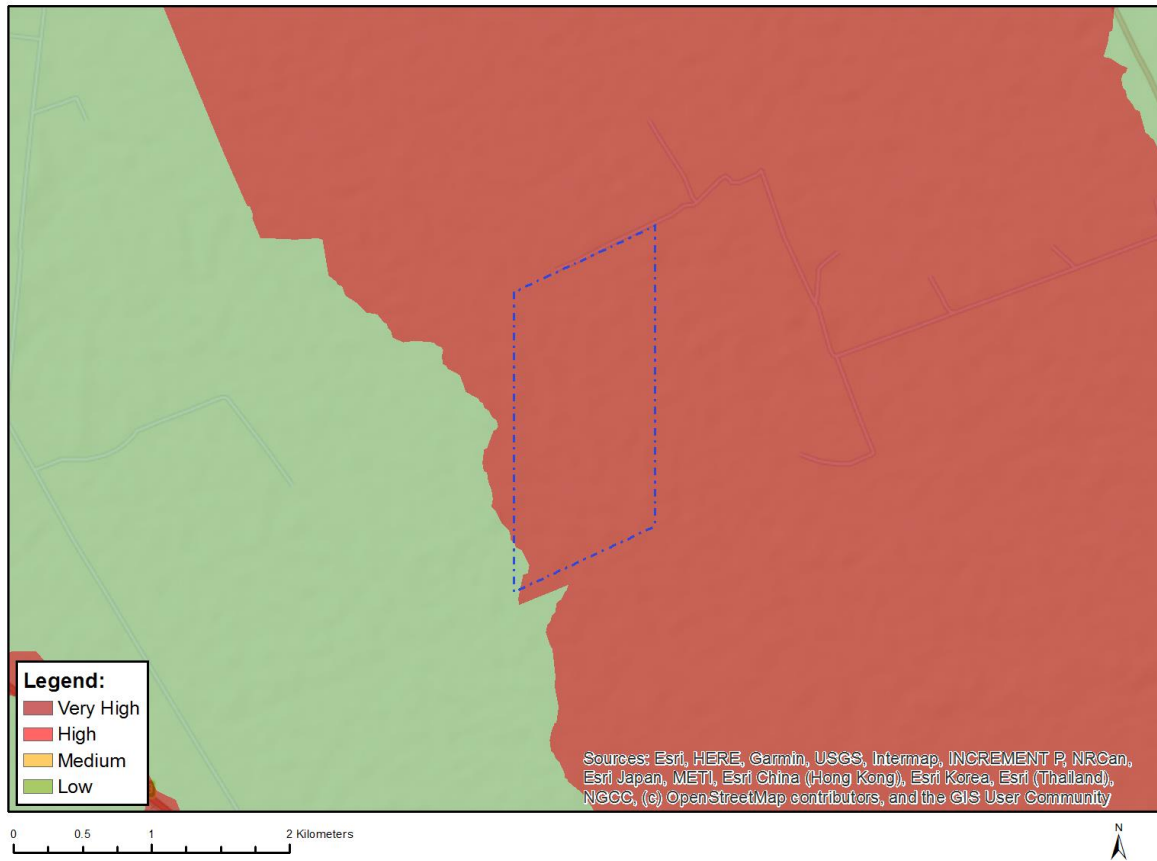 Legend:
Very High
High
Medium
Low
Sources: Esri, HERE, Garmin, USGS, Intermap, INCREMENT P, NRCan,
Esri Japan, METI, Esri China (Hong Kong), Esri Korea, Esri (Thailand),
NGCC, (c) OpenStreetMap contributors, and the GIS User Community
0 0.5 1 2 Kilometers
N